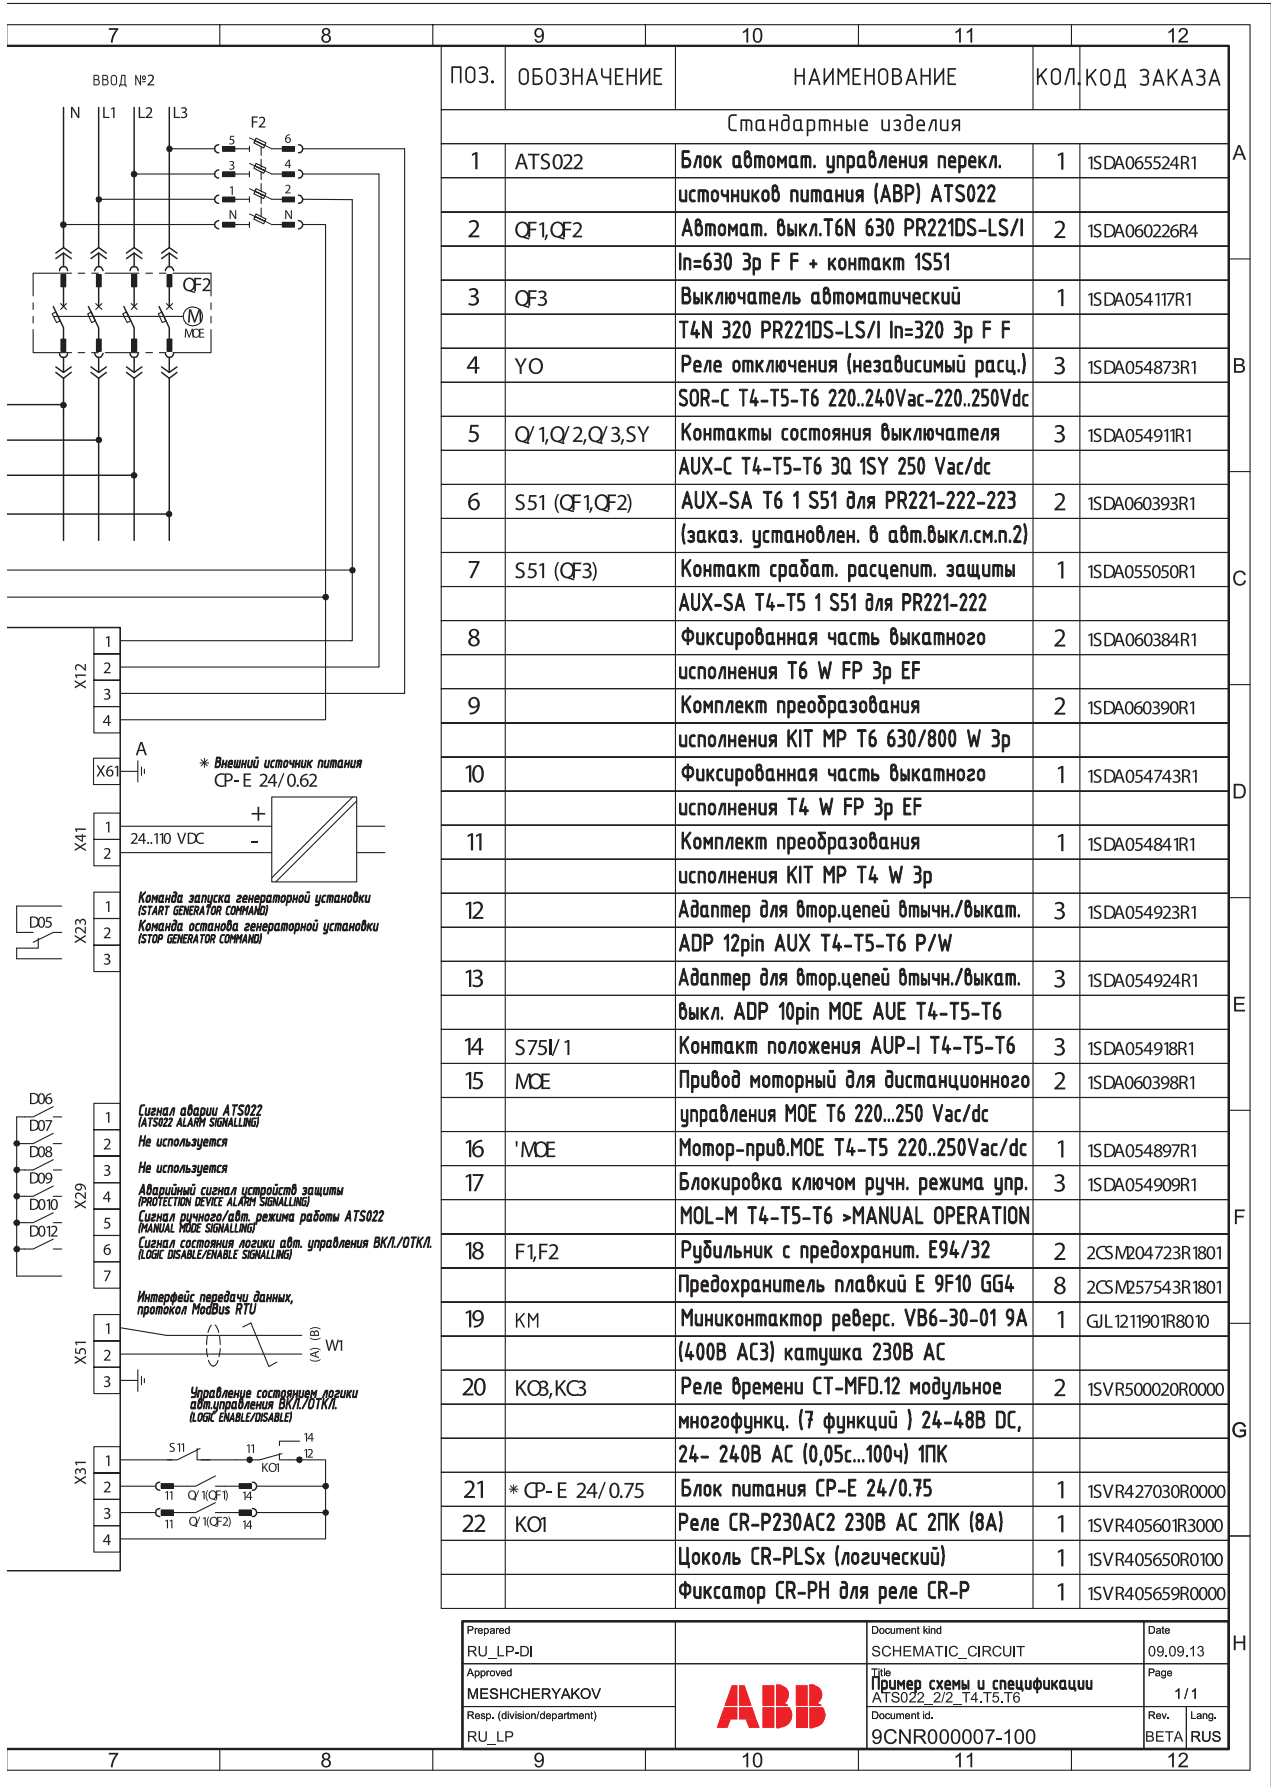 7 8 9 10 11 12
ВВОД №2
N L1 L2 L3
F2
5 6
3 4
1 2
N N
QF2
M
MOE
X12
1
2
3
4
X61
A
* Внешний источник питания
CP-E 24/0.62
+
-
X41
1
2
24..110 VDC
D05
X23
1
2
3
Команда запуска генераторной установки
(START GENERATOR COMMAND)
Команда останова генераторной установки
(STOP GENERATOR COMMAND)
D06
D07
D08
D09
D010
D012
X29
1
2
3
4
5
6
7
Сигнал аварии ATS022
(ATS022 ALARM SIGNALLING)
Не используется
Не используется
Аварийный сигнал устройств защиты
(PROTECTION DEVICE ALARM SIGNALLING)
Сигнал ручного/авт. режима работы ATS022
(MANUAL MODE SIGNALLING)
Сигнал состояния логики авт. управления ВКЛ./ОТКЛ.
(LOGIC DISABLE/ENABLE SIGNALLING)
Интерфейс передачи данных,
протокол ModBus RTU
X51
1
2
3
(B)
(A)
W1
Управление состоянием логики
авт.управления ВКЛ./ОТКЛ.
(LOGIC ENABLE/DISABLE)
X31
1
2
3
4
S11 11 14
12
KO1
11 Q/1(QF1) 14
11 Q/1(QF2) 14
ПОЗ. ОБОЗНАЧЕНИЕ НАИМЕНОВАНИЕ КОЛ. КОД ЗАКАЗА
Стандартные изделия
1 ATS022 Блок автомат. управления перекл. 1 1SDA065524R1
источников питания (АВР) ATS022
2 QF1,QF2 Автомат. выкл.T6N 630 PR221DS-LS/I 2 1SDA060226R4
In=630 3p F F + контакт 1S51
3 QF3 Выключатель автоматический 1 1SDA054117R1
T4N 320 PR221DS-LS/I In=320 3p F F
4 YO Реле отключения (независимый расц.) 3 1SDA054873R1
SOR-C T4-T5-T6 220..240Vac-220..250Vdc
5 Q/1,Q/2,Q/3,SY Контакты состояния выключателя 3 1SDA054911R1
AUX-C T4-T5-T6 3Q 1SY 250 Vac/dc
6 S51 (QF1,QF2) AUX-SA T6 1 S51 для PR221-222-223 2 1SDA060393R1
(заказ. установлен. в авт.выкл.см.п.2)
7 S51 (QF3) Контакт срабат. расцепит. защиты 1 1SDA055050R1
AUX-SA T4-T5 1 S51 для PR221-222
8 Фиксированная часть выкатного 2 1SDA060384R1
исполнения T6 W FP 3p EF
9 Комплект преобразования 2 1SDA060390R1
исполнения KIT MP T6 630/800 W 3p
10 Фиксированная часть выкатного 1 1SDA054743R1
исполнения T4 W FP 3p EF
11 Комплект преобразования 1 1SDA054841R1
исполнения KIT MP T4 W 3p
12 Адаптер для втор.цепей втычн./выкат. 3 1SDA054923R1
ADP 12pin AUX T4-T5-T6 P/W
13 Адаптер для втор.цепей втычн./выкат. 3 1SDA054924R1
выкл. ADP 10pin MOE AUE T4-T5-T6
14 S75I/1 Контакт положения AUP-I T4-T5-T6 3 1SDA054918R1
15 MOE Привод моторный для дистанционного 2 1SDA060398R1
управления MOE T6 220...250 Vac/dc
16 'MOE Мотор-прив.MOE T4-T5 220..250Vac/dc 1 1SDA054897R1
17 Блокировка ключом ручн. режима упр. 3 1SDA054909R1
MOL-M T4-T5-T6 >MANUAL OPERATION
18 F1,F2 Рубильник с предохранит. E94/32 2 2CSM204723R1801
Предохранитель плавкий E 9F10 GG4 8 2CSM257543R1801
19 KM Миниконтактор реверс. VB6-30-01 9A 1 GJL1211901R8010
(400В AC3) катушка 230В AC
20 KO3,KC3 Реле времени CT-MFD.12 модульное 2 1SVR500020R0000
многофункц. (7 функций ) 24-48В DC,
24- 240В AC (0,05с...100ч) 1ПК
21 * CP-E 24/0.75 Блок питания CP-E 24/0.75 1 1SVR427030R0000
22 KO1 Реле CR-P230AC2 230В AC 2ПК (8А) 1 1SVR405601R3000
Цоколь CR-PLSx (логический) 1 1SVR405650R0100
Фиксатор CR-PH для реле CR-P 1 1SVR405659R0000
A
B
C
D
E
F
G
H
Prepared
RU_LP-DI
Approved
MESHCHERYAKOV
Resp. (division/department)
RU_LP
ABB
Document kind
SCHEMATIC_CIRCUIT
Title
Пример схемы и спецификации
ATS022_2/2_T4.T5.T6
Document id.
9CNR000007-100
Date
09.09.13
Page
1/1
Rev. Lang.
BETA RUS
7 8 9 10 11 12